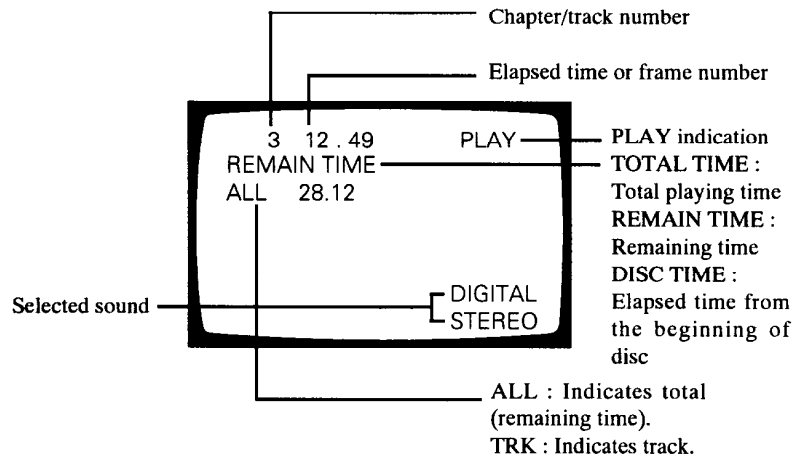 Chapter/track number
Elapsed time or frame number
3 12 . 49 PLAY
REMAIN TIME
ALL 28.12
DIGITAL
STEREO
Selected sound
PLAY indication
TOTAL TIME :
Total playing time
REMAIN TIME :
Remaining time
DISC TIME :
Elapsed time from
the beginning of
disc
ALL : Indicates total
(remaining time).
TRK : Indicates track.